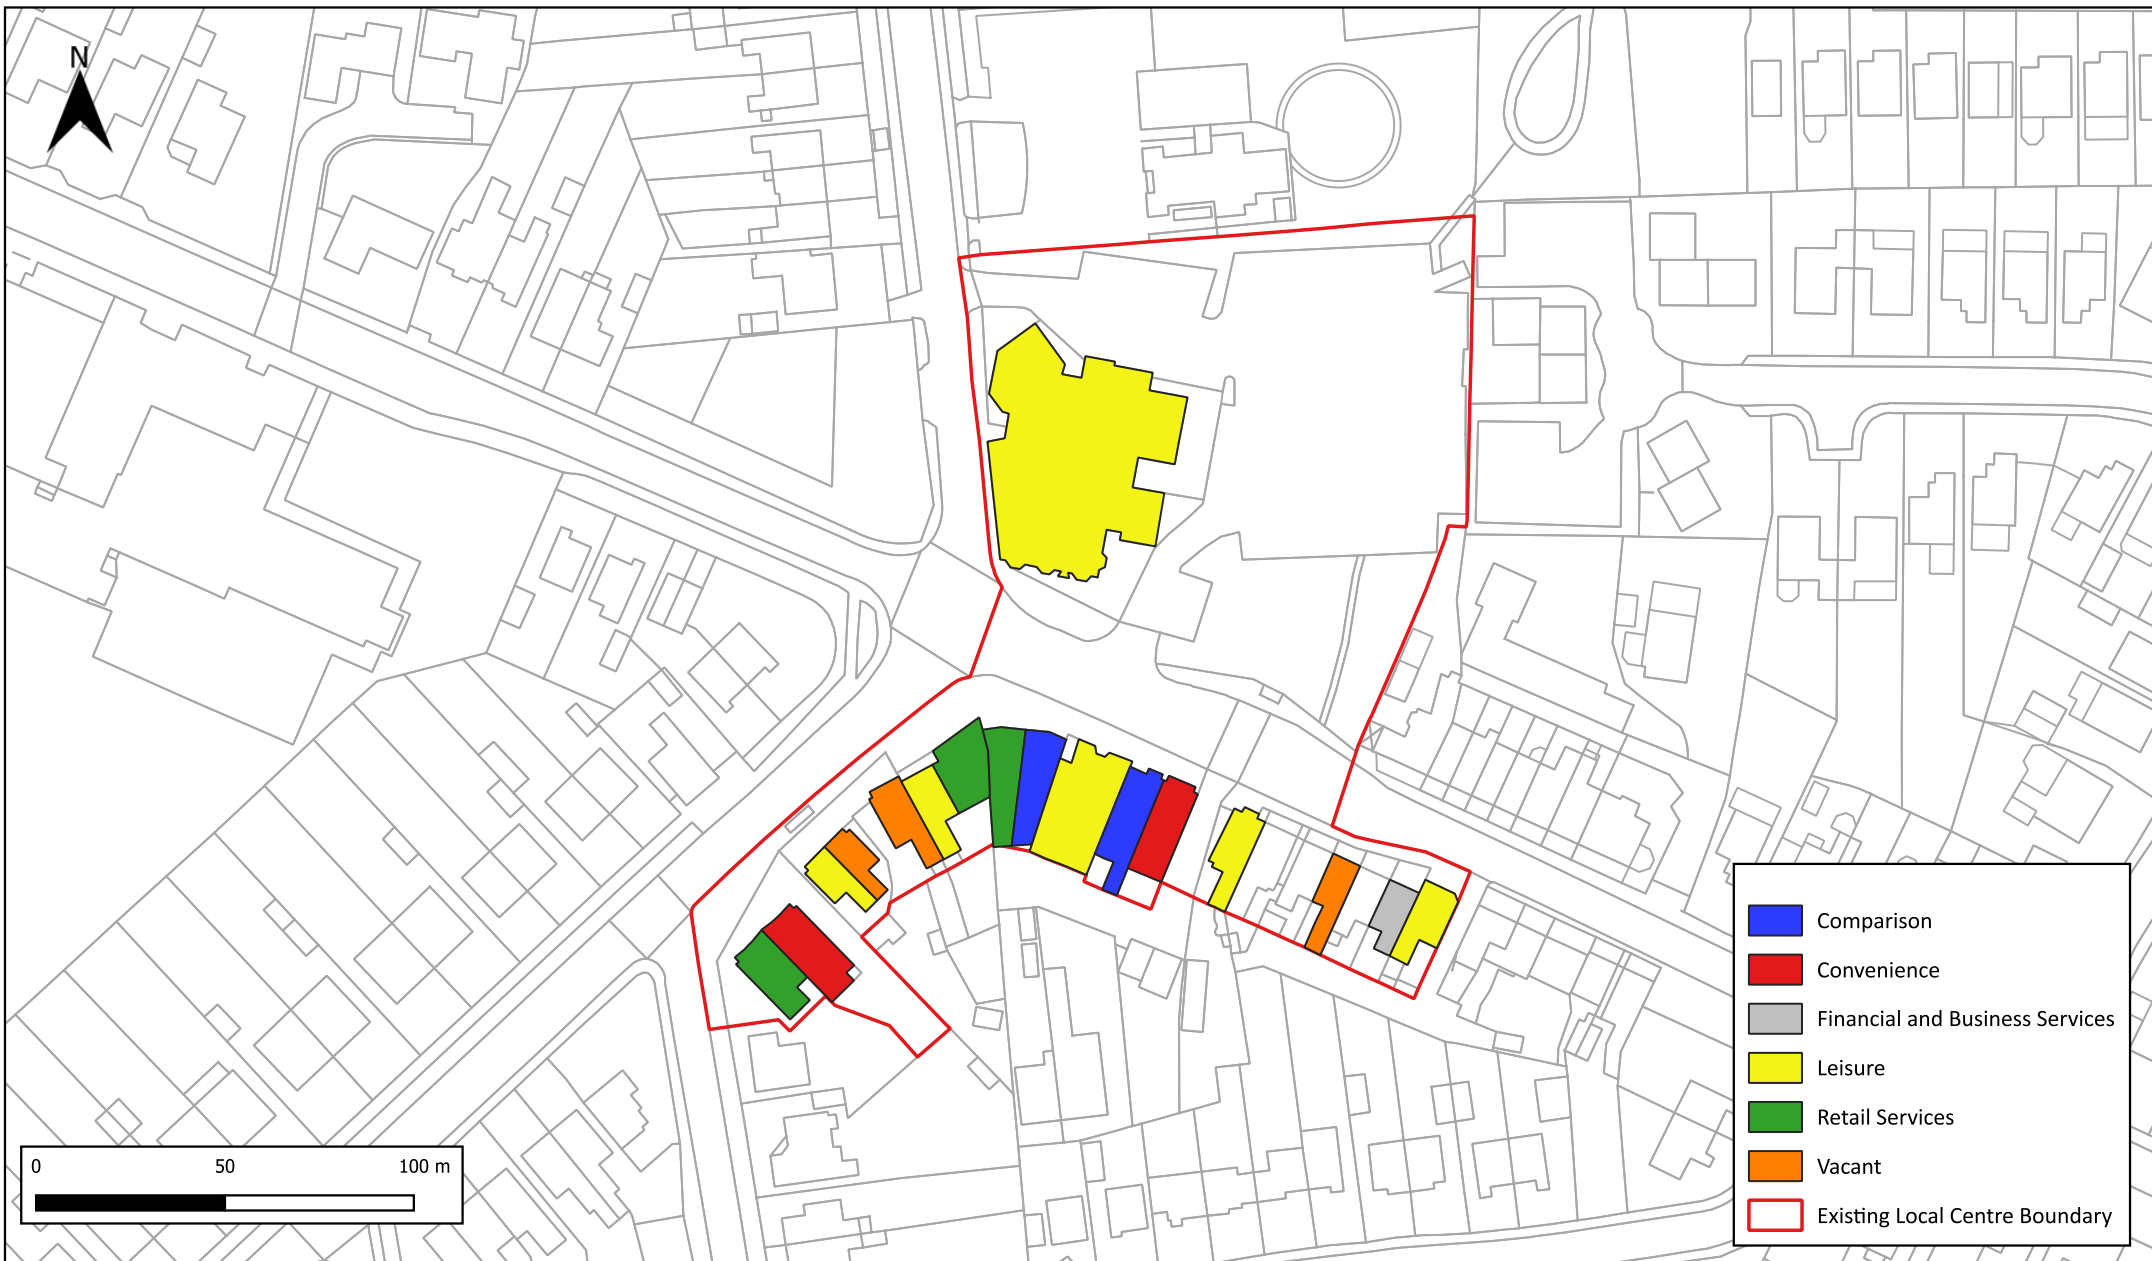 N
Comparison
Convenience
Financial and Business Services
Leisure
Retail Services
Vacant
Existing Local Centre Boundary
0 50 100 m